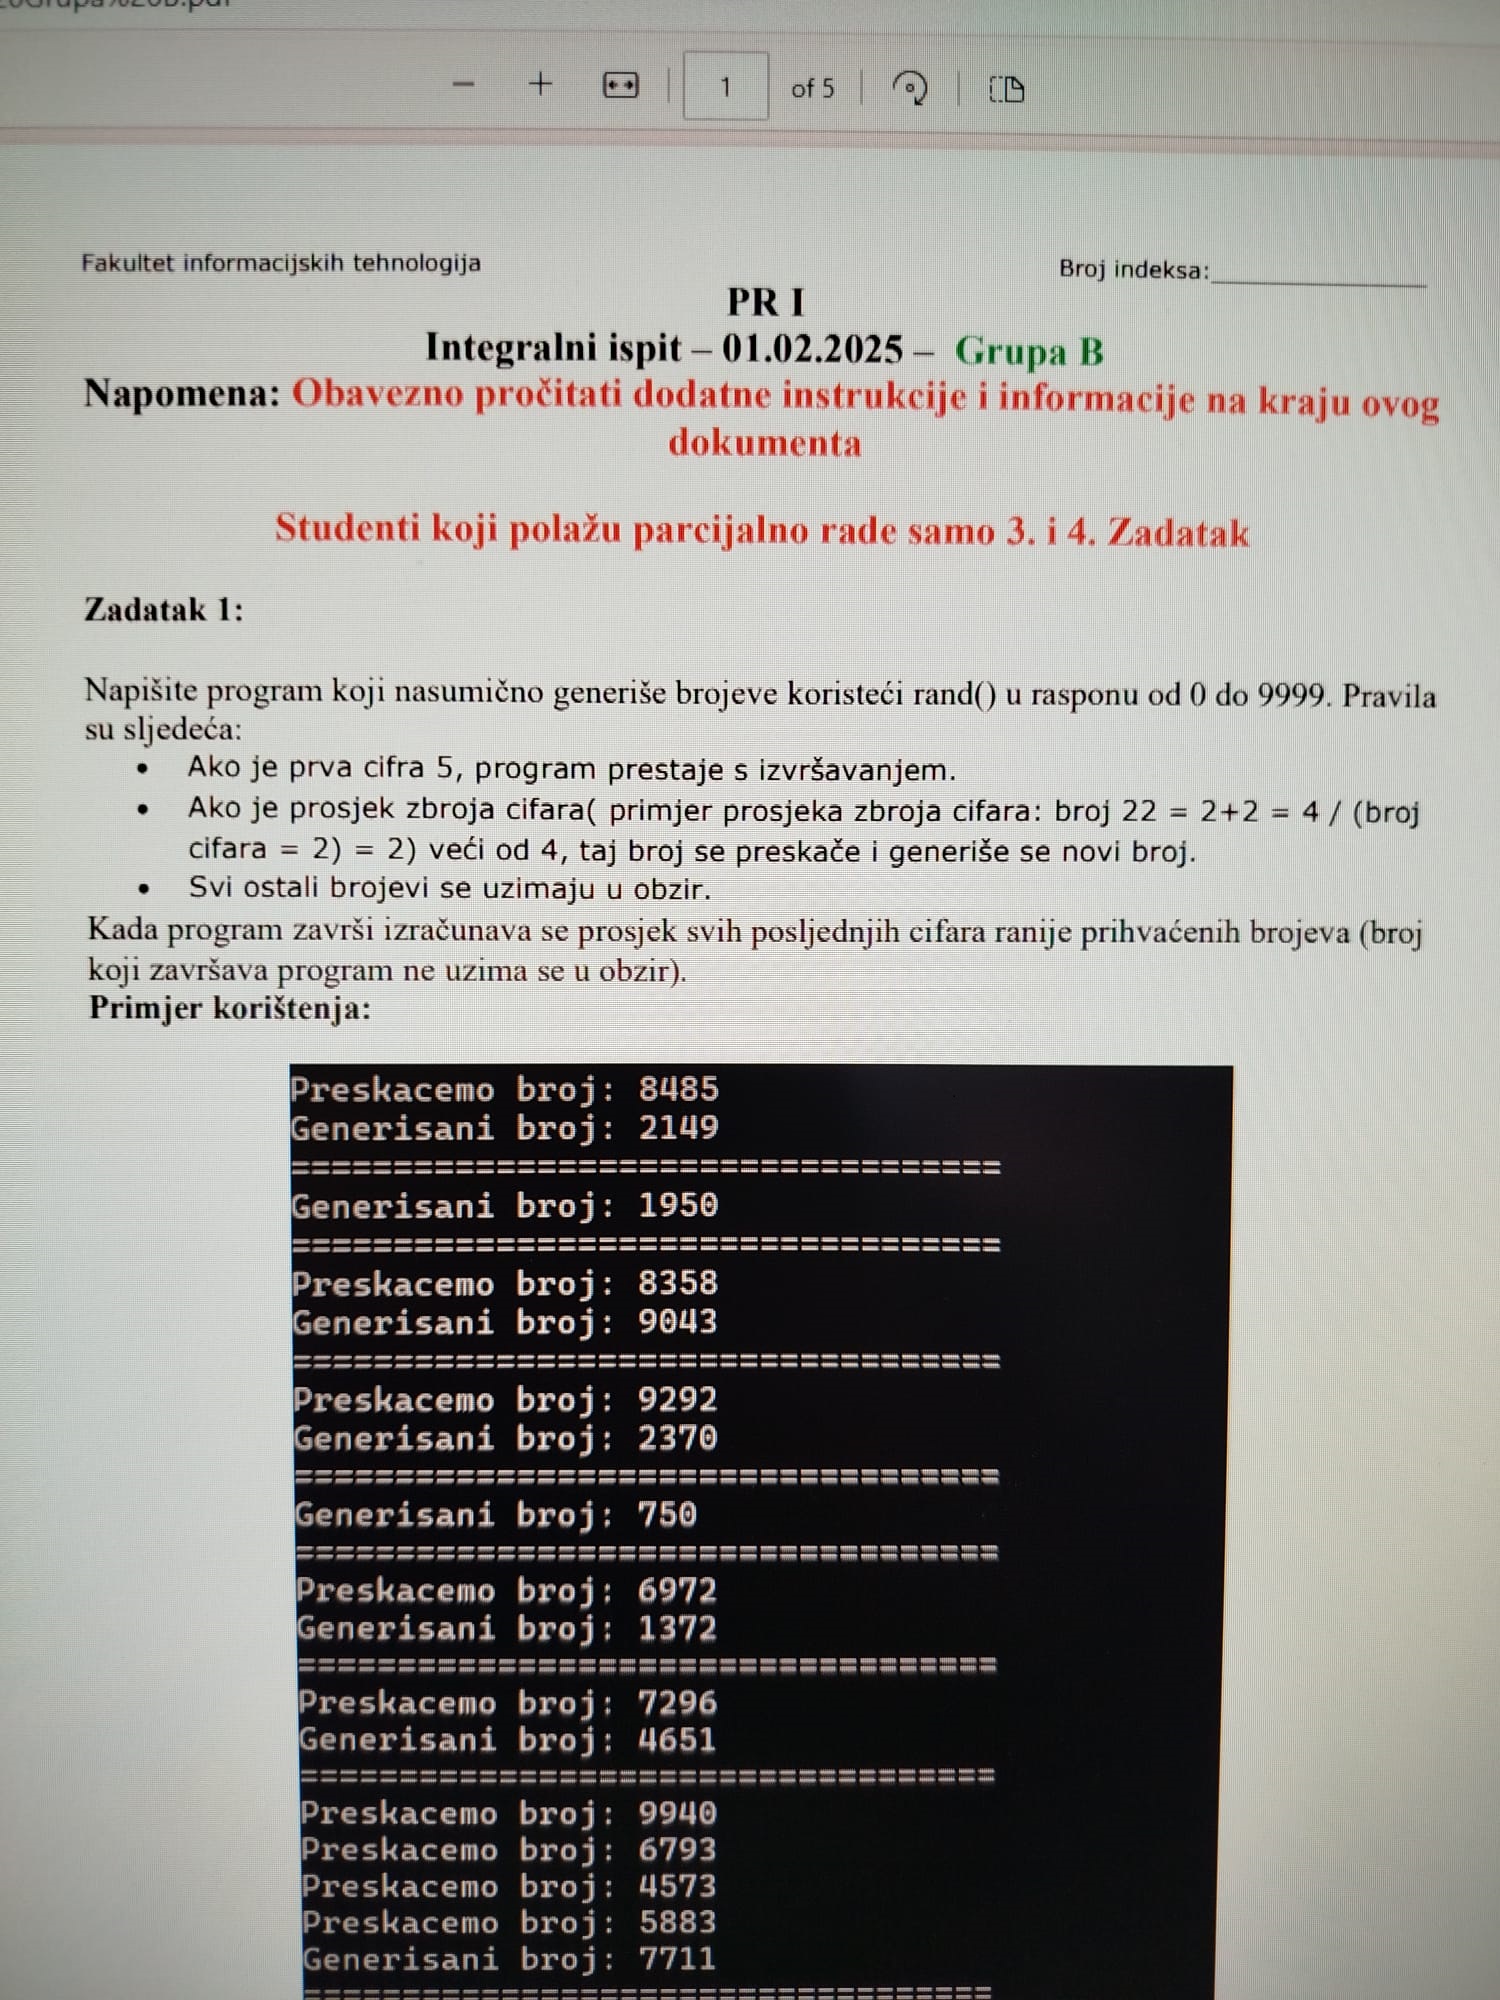 1 of 5
Fakultet informacijskih tehnologija
Broj indeksa:
PR I
Integralni ispit – 01.02.2025 – Grupa B
Napomena: Obavezno pročitati dodatne instrukcije i informacije na kraju ovog
dokumenta
Studenti koji polažu parcijalno rade samo 3. i 4. Zadatak
Zadatak 1:
Napišite program koji nasumično generiše brojeve koristeći rand() u rasponu od 0 do 9999. Pravila
su sljedeća:
• Ako je prva cifra 5, program prestaje s izvršavanjem.
• Ako je prosjek zbroja cifara( primjer prosjeka zbroja cifara: broj 22 = 2+2 = 4 / (broj
cifara = 2) = 2) veći od 4, taj broj se preskače i generiše se novi broj.
• Svi ostali brojevi se uzimaju u obzir.
Kada program završi izračunava se prosjek svih posljednjih cifara ranije prihvaćenih brojeva (broj
koji završava program ne uzima se u obzir).
Primjer korištenja:
Preskacemo broj: 8485
Generisani broj: 2149
===================================
Generisani broj: 1950
===================================
Preskacemo broj: 8358
Generisani broj: 9043
===================================
Preskacemo broj: 9292
Generisani broj: 2370
===================================
Generisani broj: 750
===================================
Preskacemo broj: 6972
Generisani broj: 1372
===================================
Preskacemo broj: 7296
Generisani broj: 4651
===================================
Preskacemo broj: 9940
Preskacemo broj: 6793
Preskacemo broj: 4573
Preskacemo broj: 5883
Generisani broj: 7711
===================================